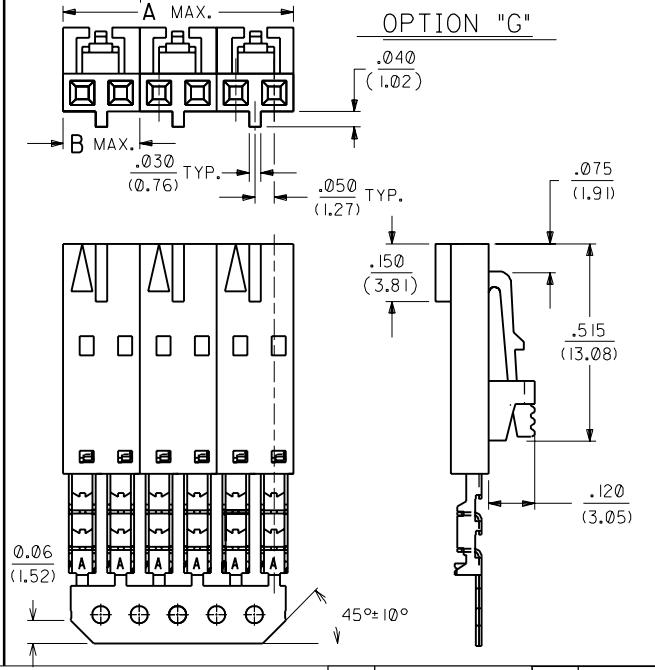 A MAX.
OPTION "G"
.040
(1.02)
B MAX.
.030
(0.76)
TYP.
.050
(1.27)
TYP.
.075
(1.91)
.150
(3.81)
.515
(13.08)
.120
(3.05)
A A A A A A
0.06
(1.52)
45°±10°